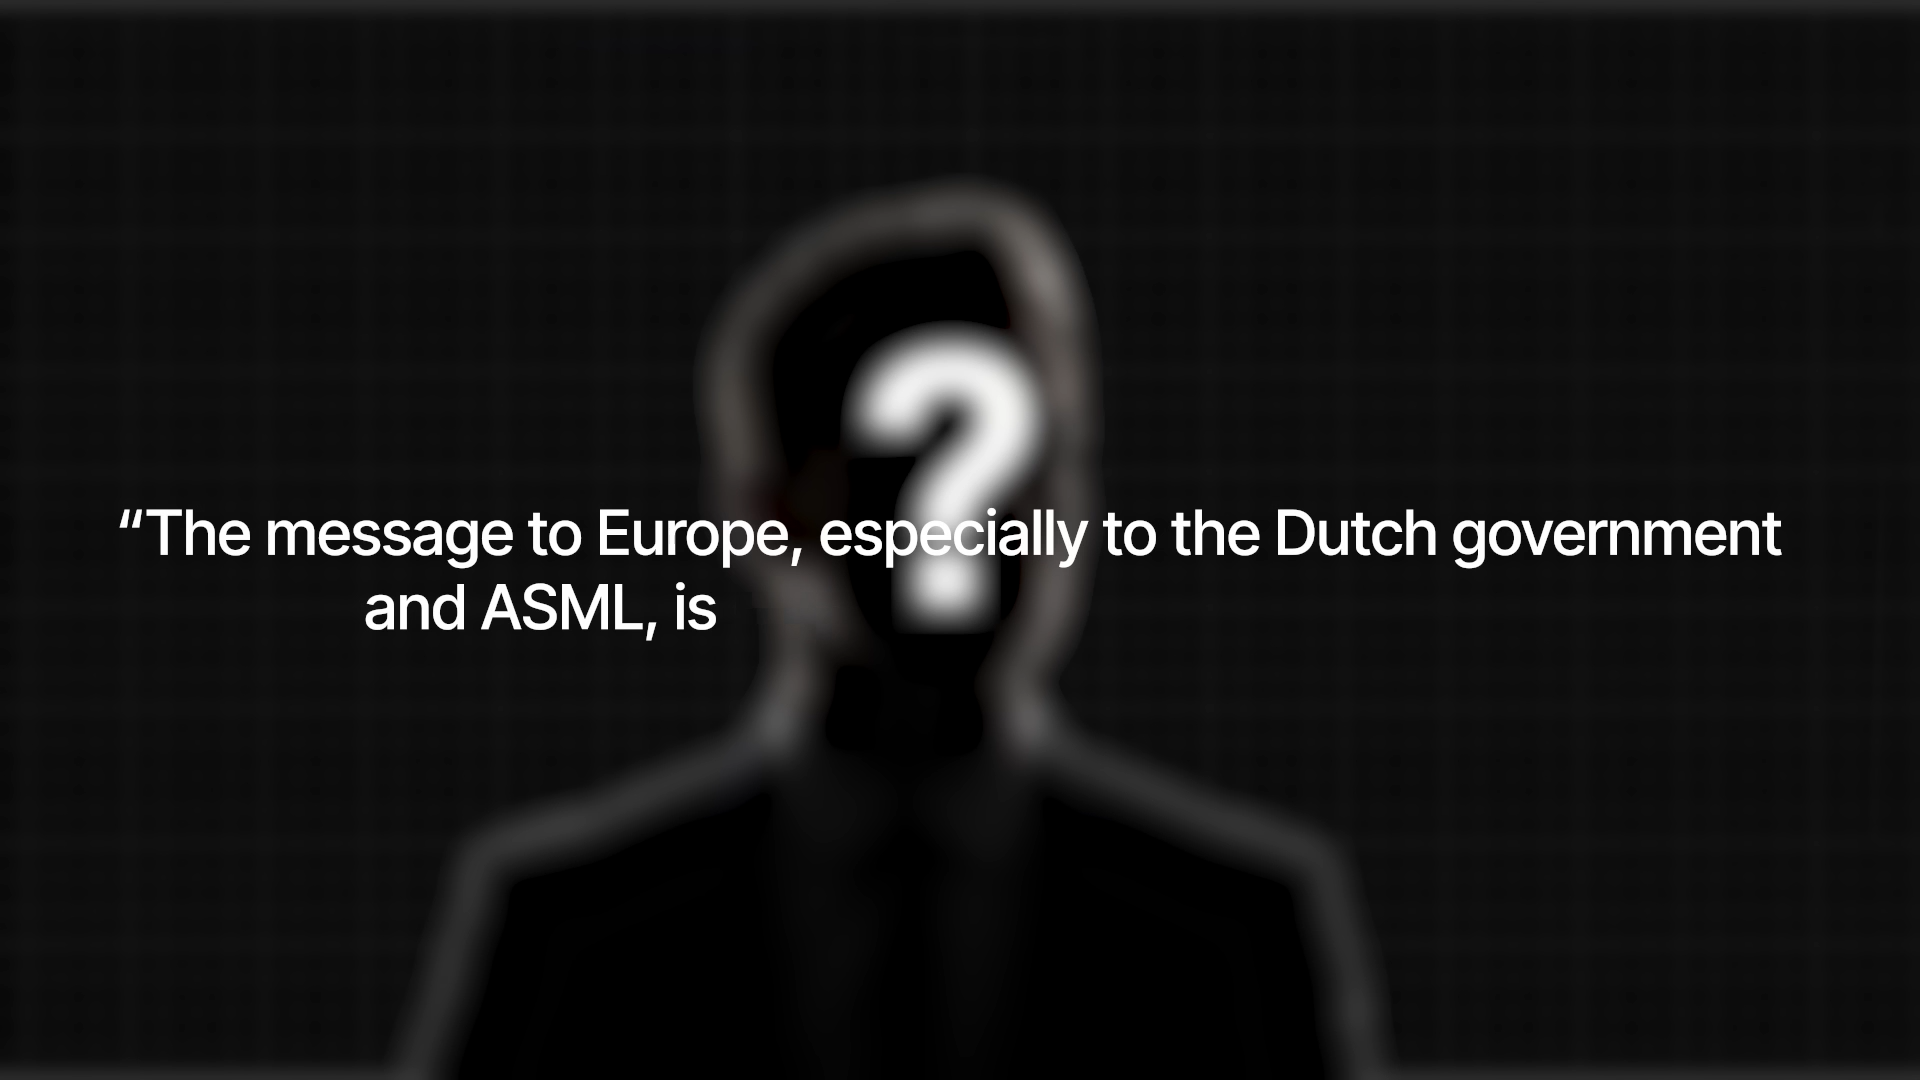 ?
“The message to Europe, especially to the Dutch government
and ASML, is